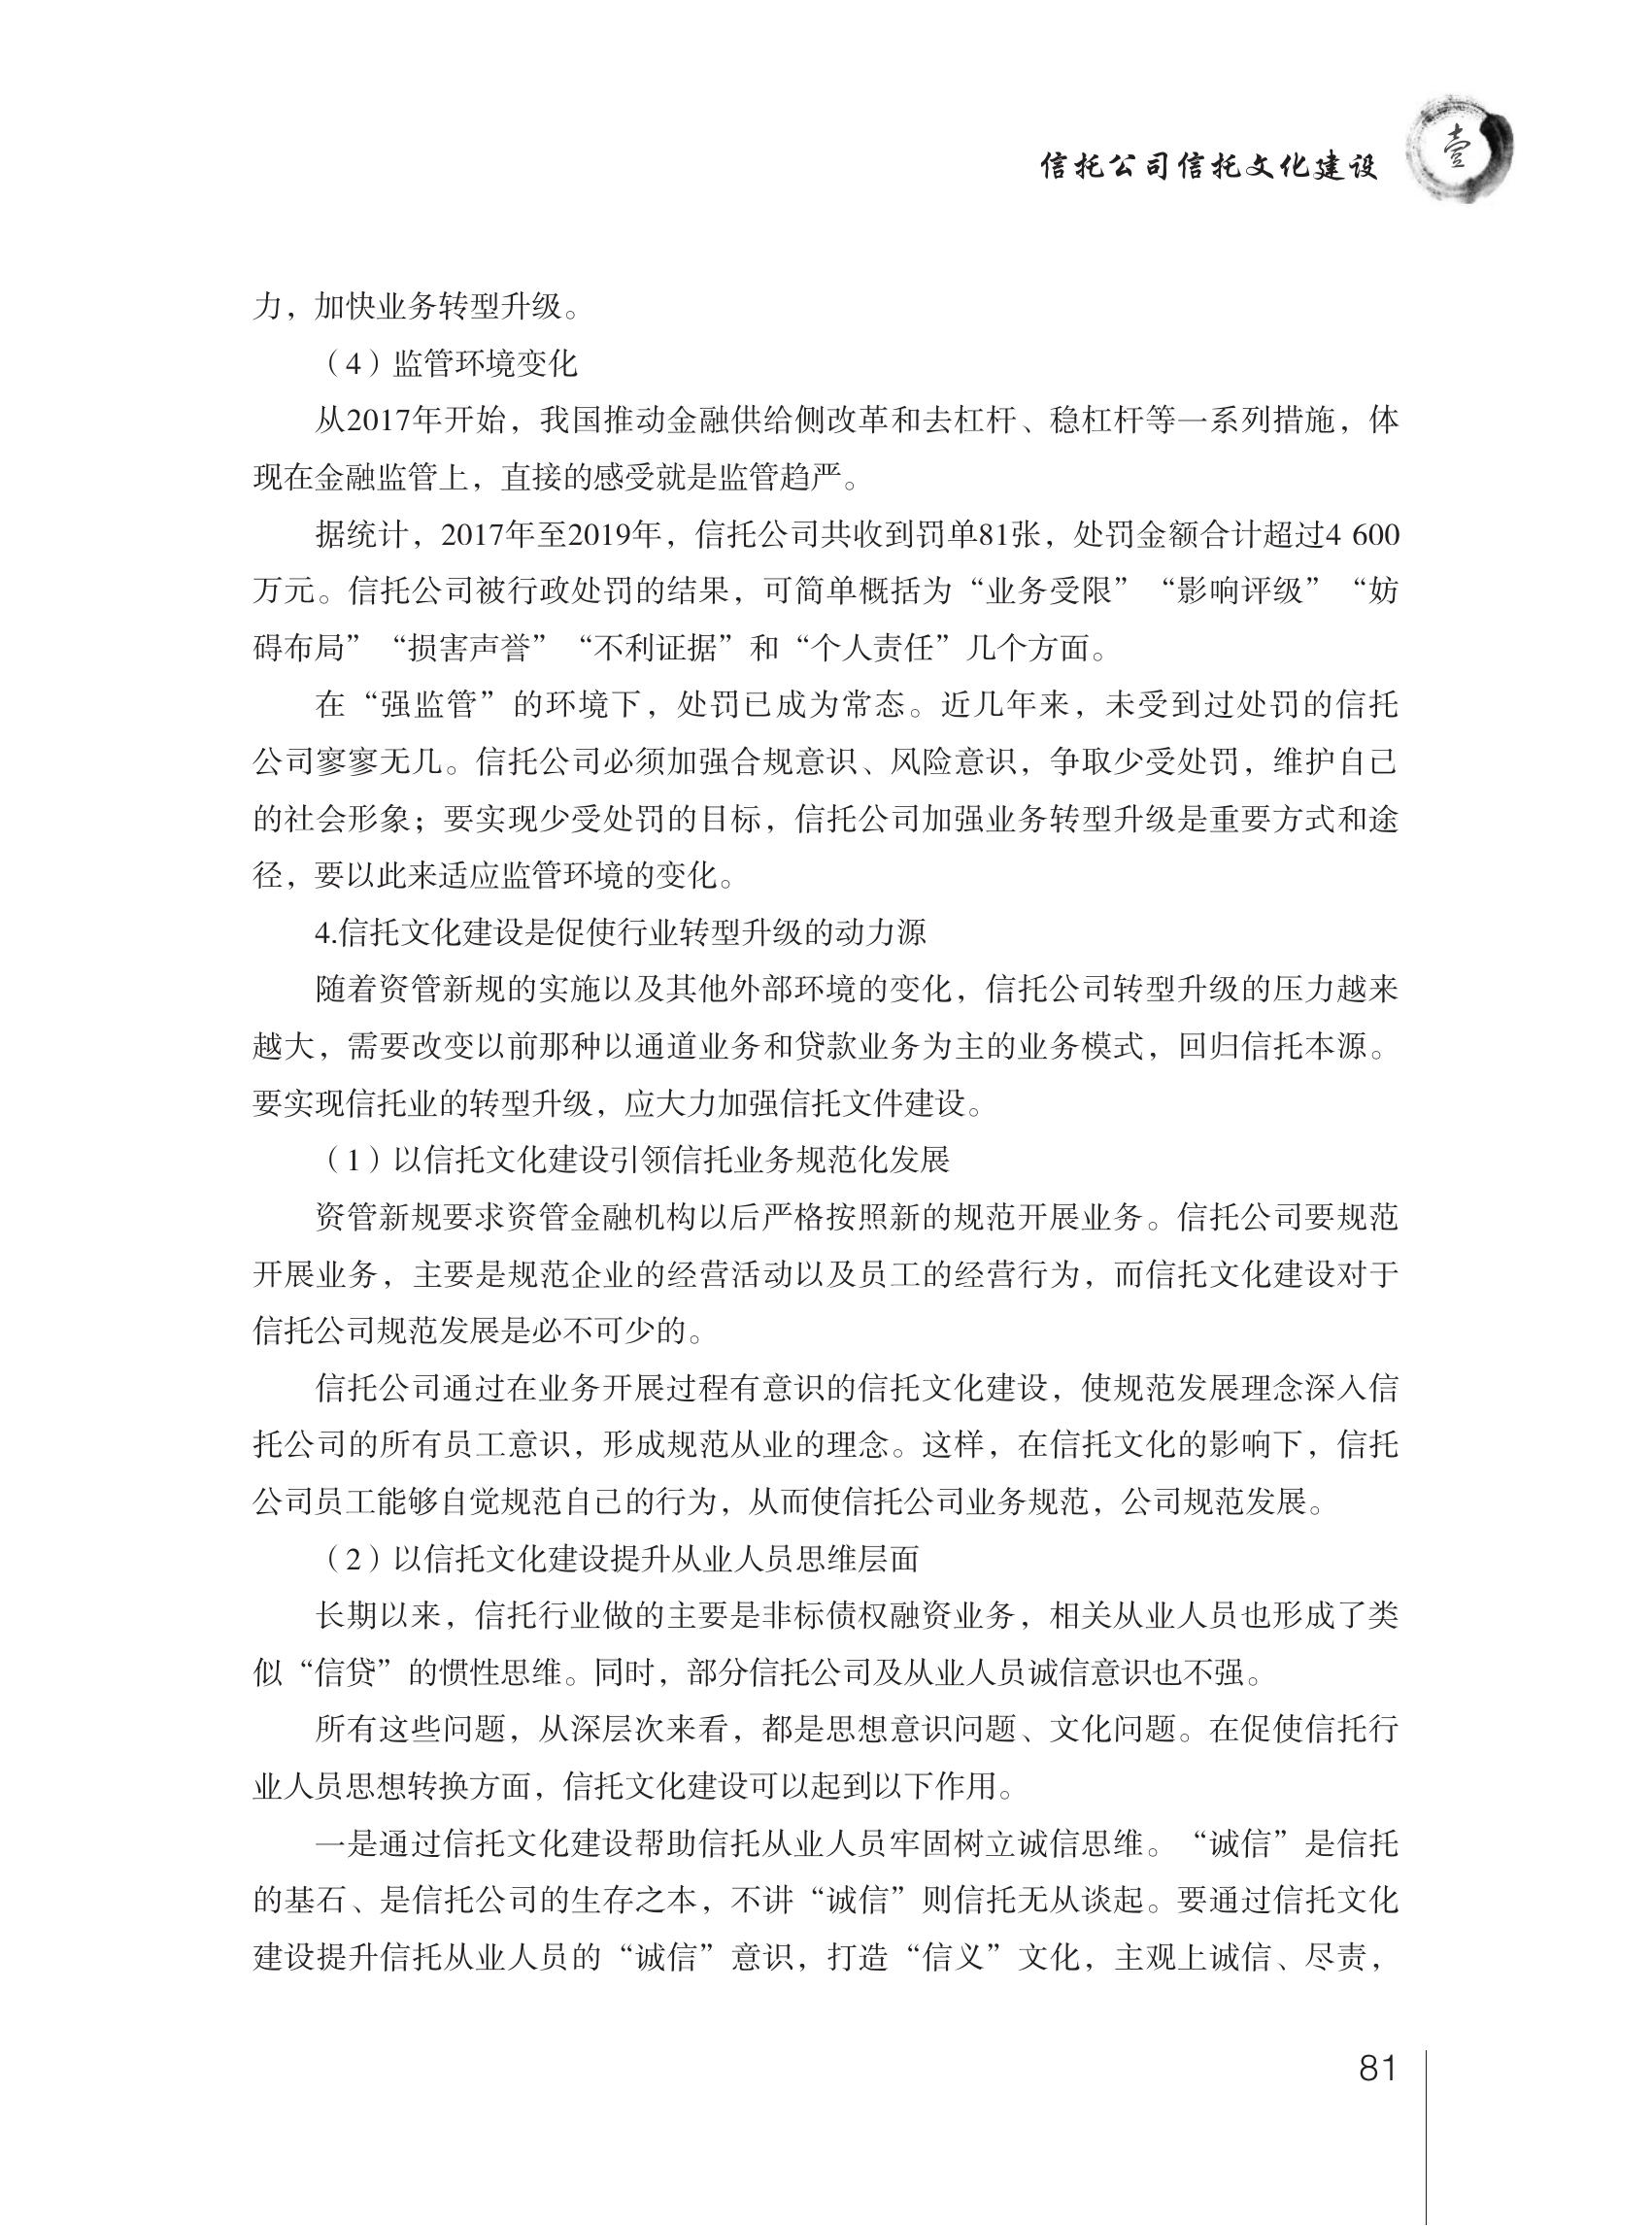 信托公司信托文化建设
壹
力，加快业务转型升级。
（4）监管环境变化
从2017年开始，我国推动金融供给侧改革和去杠杆、稳杠杆等一系列措施，体
现在金融监管上，直接的感受就是监管趋严。
据统计，2017年至2019年，信托公司共收到罚单81张，处罚金额合计超过4 600
万元。信托公司被行政处罚的结果，可简单概括为“业务受限”“影响评级”“妨
碍布局”“损害声誉”“不利证据”和“个人责任”几个方面。
在“强监管”的环境下，处罚已成为常态。近几年来，未受到过处罚的信托
公司寥寥无几。信托公司必须加强合规意识、风险意识，争取少受处罚，维护自己
的社会形象；要实现少受处罚的目标，信托公司加强业务转型升级是重要方式和途
径，要以此来适应监管环境的变化。
4.信托文化建设是促使行业转型升级的动力源
随着资管新规的实施以及其他外部环境的变化，信托公司转型升级的压力越来
越大，需要改变以前那种以通道业务和贷款业务为主的业务模式，回归信托本源。
要实现信托业的转型升级，应大力加强信托文件建设。
（1）以信托文化建设引领信托业务规范化发展
资管新规要求资管金融机构以后严格按照新的规范开展业务。信托公司要规范
开展业务，主要是规范企业的经营活动以及员工的经营行为，而信托文化建设对于
信托公司规范发展是必不可少的。
信托公司通过在业务开展过程有意识的信托文化建设，使规范发展理念深入信
托公司的所有员工意识，形成规范从业的理念。这样，在信托文化的影响下，信托
公司员工能够自觉规范自己的行为，从而使信托公司业务规范，公司规范发展。
（2）以信托文化建设提升从业人员思维层面
长期以来，信托行业做的主要是非标债权融资业务，相关从业人员也形成了类
似“信贷”的惯性思维。同时，部分信托公司及从业人员诚信意识也不强。
所有这些问题，从深层次来看，都是思想意识问题、文化问题。在促使信托行
业人员思想转换方面，信托文化建设可以起到以下作用。
一是通过信托文化建设帮助信托从业人员牢固树立诚信思维。“诚信”是信托
的基石、是信托公司的生存之本，不讲“诚信”则信托无从谈起。要通过信托文化
建设提升信托从业人员的“诚信”意识，打造“信义”文化，主观上诚信、尽责，
81